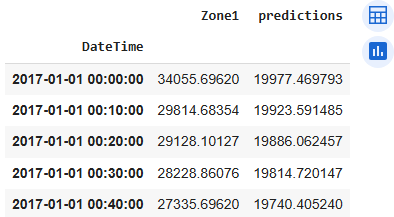 Zone1 predictions
DateTime
2017-01-01 00:00:00 34055.69620 19977.469793
2017-01-01 00:10:00 29814.68354 19923.591485
2017-01-01 00:20:00 29128.10127 19886.062457
2017-01-01 00:30:00 28228.86076 19814.720147
2017-01-01 00:40:00 27335.69620 19740.405240